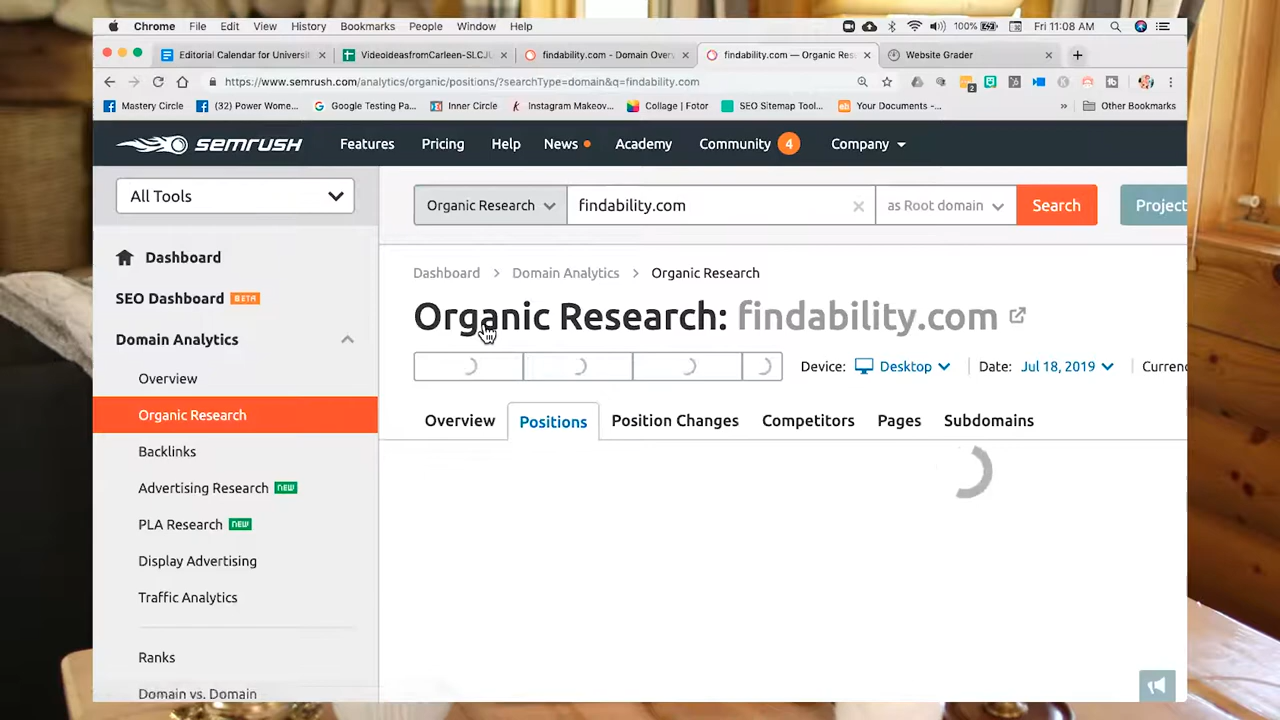 Chrome File Edit View History Bookmarks People Window Help 100% Fri 11:08 AM
Editorial Calendar for Universi × VideoIdeasfromCarleen-SLCJU × findability.com - Domain Over × findability.com — Organic Res × Website Grader × +
https://www.semrush.com/analytics/organic/positions/?searchType=domain&q=findability.com 2
Mastery Circle (32) Power Wome... Google Testing Pa... Inner Circle Instagram Makeov... Collage | Fotor SEO Sitemap Tool... Your Documents -... » Other Bookmarks
SEMRUSH Features Pricing Help News Academy Community 4 Company
All Tools
Organic Research findability.com × as Root domain Search Project
Dashboard
Dashboard > Domain Analytics > Organic Research
SEO Dashboard BETA
Organic Research: findability.com
Domain Analytics
Device: Desktop Date: Jul 18, 2019 Currenc
Overview
Overview Positions Position Changes Competitors Pages Subdomains
Organic Research
Backlinks
Advertising Research NEW
PLA Research NEW
Display Advertising
Traffic Analytics
Ranks
Domain vs. Domain